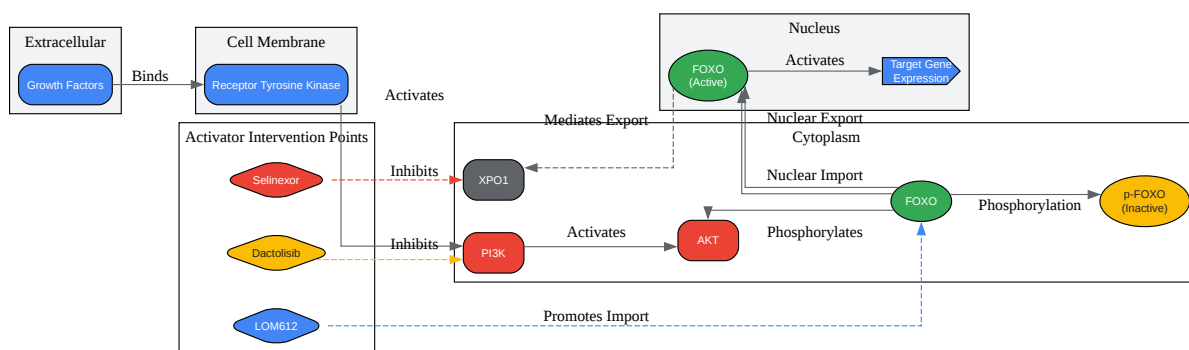 Extracellular
Growth Factors
Binds
Cell Membrane
Receptor Tyrosine Kinase
Activates
Nucleus
FOXO
(Active)
Activates
Target Gene
Expression
Mediates Export
Nuclear Export
Cytoplasm
Activator Intervention Points
Selinexor
Inhibits
XPO1
Nuclear Import
FOXO
Phosphorylation
p-FOXO
(Inactive)
Dactolisib
Inhibits
PI3K
Activates
AKT
Phosphorylates
LOM612
Promotes Import